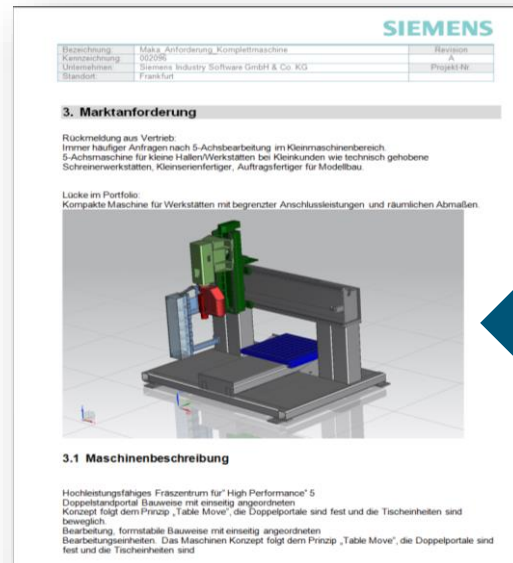 SIEMENS
Bezeichnung: Maka_Anforderung_Komplettmaschine Revision
Kennzeichnung: 002096 A
Unternehmen: Siemens Industry Software GmbH & Co. KG Projekt-Nr.
Standort: Frankfurt
3. Marktanforderung
Rückmeldung aus Vertrieb:
Immer häufiger Anfragen nach 5-Achsbearbeitung im Kleinmaschinenbereich.
5-Achsmaschine für kleine Hallen/Werkstätten bei Kleinkunden wie technisch gehobene
Schreinerwerkstätten, Kleinserienfertiger, Auftragsfertiger für Modellbau.
Lücke im Portfolio:
Kompakte Maschine für Werkstätten mit begrenzter Anschlussleistungen und räumlichen Abmaßen.
3.1 Maschinenbeschreibung
Hochleistungsfähiges Fräszentrum für" High Performance" 5
Doppelstandportal Bauweise mit einseitig angeordneten
Konzept folgt dem Prinzip „Table Move", die Doppelportale sind fest und die Tischeinheiten sind
beweglich.
Bearbeitung, formstabile Bauweise mit einseitig angeordneten
Bearbeitungseinheiten. Das Maschinen Konzept folgt dem Prinzip „Table Move", die Doppelportale sind
fest und die Tischeinheiten sind